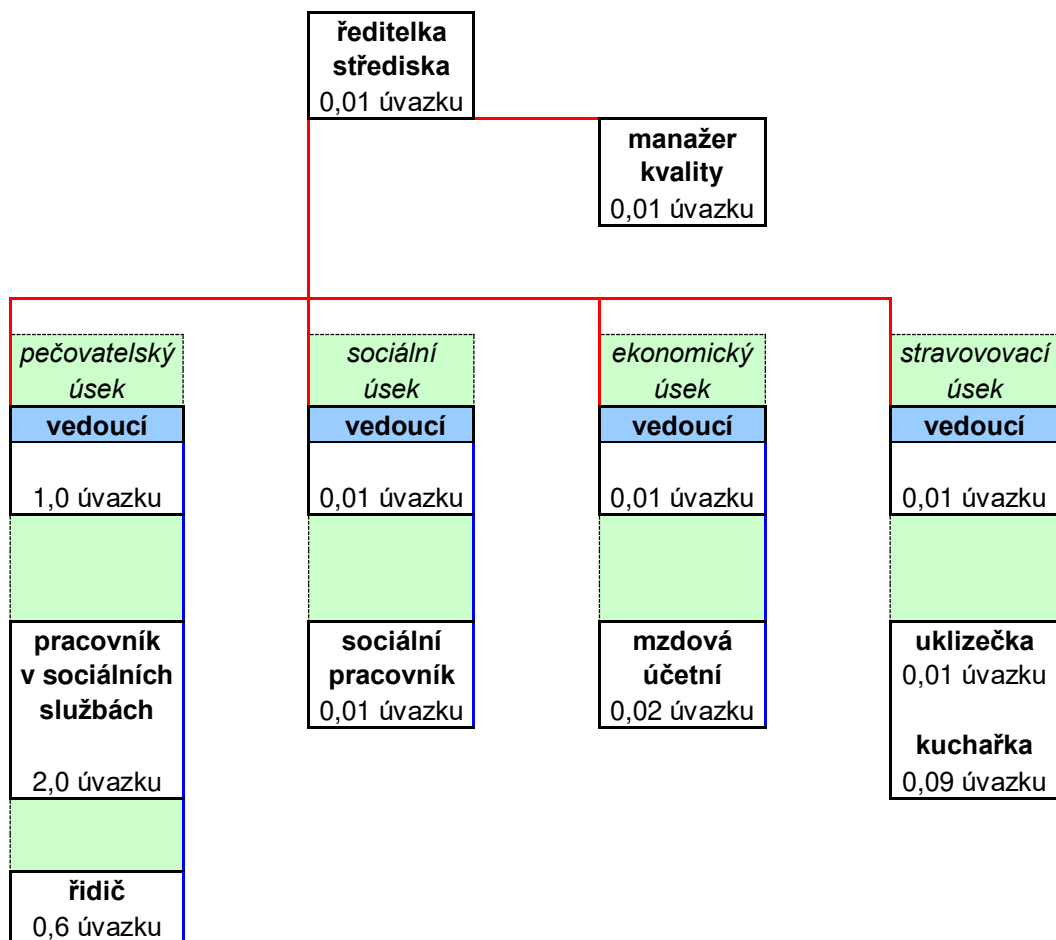 ředitelka
střediska
0,01 úvazku
manažer
kvality
0,01 úvazku
pečovatelský
úsek
vedoucí
1,0 úvazku
pracovník
v sociálních
službách
2,0 úvazku
řidič
0,6 úvazku
sociální
úsek
vedoucí
0,01 úvazku
sociální
pracovník
0,01 úvazku
ekonomický
úsek
vedoucí
0,01 úvazku
mzdová
účetní
0,02 úvazku
stravovovací
úsek
vedoucí
0,01 úvazku
uklizečka
0,01 úvazku
kuchařka
0,09 úvazku